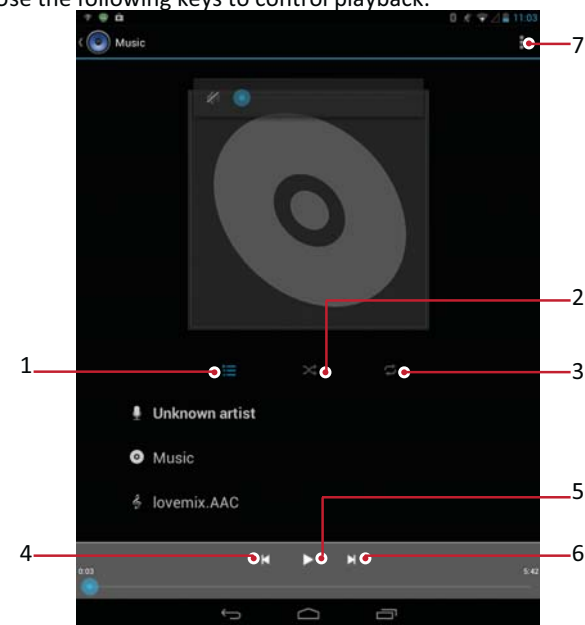 Use the following keys to control playback:
11:03
Music
7
2
1
3
Unknown artist
Music
5
lovemix.AAC
4
6
0:03
5:42